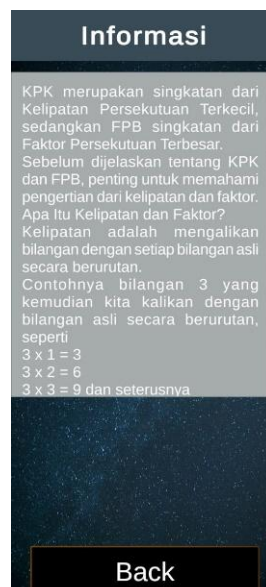 Informasi
KPK merupakan singkatan dari
Kelipatan Persekutuan Terkecil,
sedangkan FPB singkatan dari
Faktor Persekutuan Terbesar.
Sebelum dijelaskan tentang KPK
dan FPB, penting untuk memahami
pengertian dari kelipatan dan faktor.
Apa Itu Kelipatan dan Faktor?
Kelipatan adalah mengalikan
bilangan dengan setiap bilangan asli
secara berurutan.
Contohnya bilangan 3 yang
kemudian kita kalikan dengan
bilangan asli secara berurutan,
seperti
3 x 1 = 3
3 x 2 = 6
3 x 3 = 9 dan seterusnya
Back